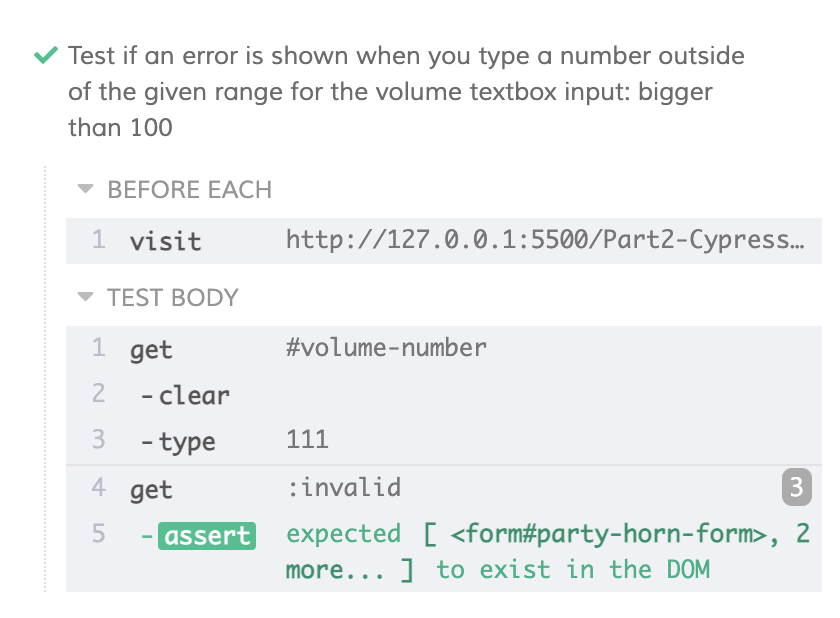 Test if an error is shown when you type a number outside
of the given range for the volume textbox input: bigger
than 100
BEFORE EACH
1 visit http://127.0.0.1:5500/Part2-Cypress…
TEST BODY
1 get #volume-number
2 -clear
3 -type 111
4 get :invalid 3
5 -assert expected [ <form#party-horn-form>, 2
more... ] to exist in the DOM